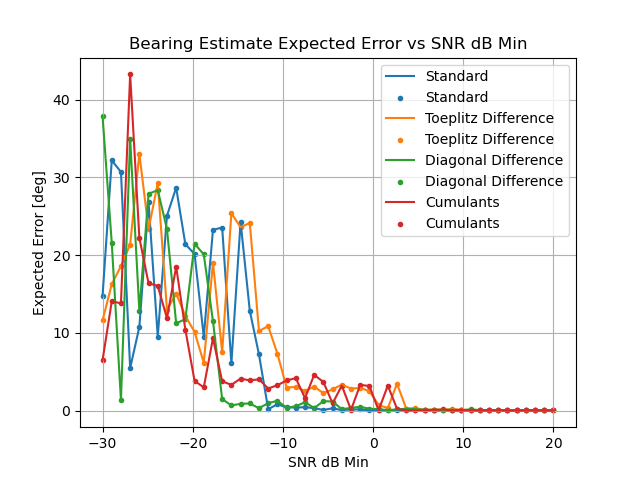 Bearing Estimate Expected Error vs SNR dB Min
Standard
Standard
Toeplitz Difference
Toeplitz Difference
Diagonal Difference
Diagonal Difference
Cumulants
Cumulants
Expected Error [deg]
40
30
20
10
0
−30 −20 −10 0 10 20
SNR dB Min